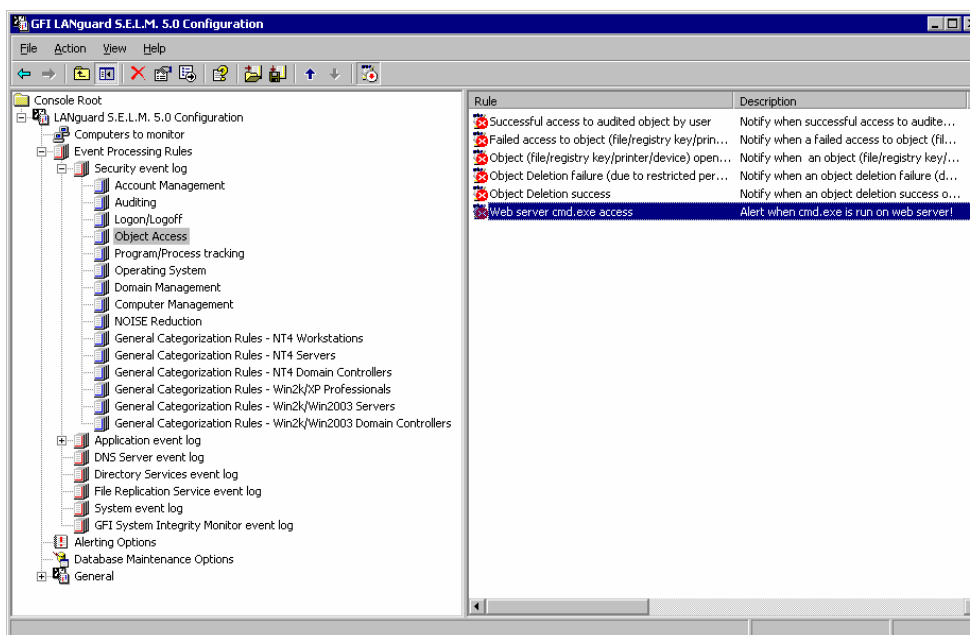 GFI LANguard S.E.L.M. 5.0 Configuration
File Action View Help
Console Root
LANguard S.E.L.M. 5.0 Configuration
Computers to monitor
Event Processing Rules
Security event log
Account Management
Auditing
Logon/Logoff
Object Access
Program/Process tracking
Operating System
Domain Management
Computer Management
NOISE Reduction
General Categorization Rules - NT4 Workstations
General Categorization Rules - NT4 Servers
General Categorization Rules - NT4 Domain Controllers
General Categorization Rules - Win2k/XP Professionals
General Categorization Rules - Win2k/Win2003 Servers
General Categorization Rules - Win2k/Win2003 Domain Controllers
Application event log
DNS Server event log
Directory Services event log
File Replication Service event log
System event log
GFI System Integrity Monitor event log
Alerting Options
Database Maintenance Options
General
Rule Description
Successful access to audited object by user Notify when successful access to audite...
Failed access to object (file/registry key/prin... Notify when a failed access to object (fil...
Object (file/registry key/printer/device) open... Notify when an object (file/registry key/...
Object Deletion failure (due to restricted per... Notify when an object deletion failure (d...
Object Deletion success Notify when an object deletion success o...
Web server cmd.exe access Alert when cmd.exe is run on web server!